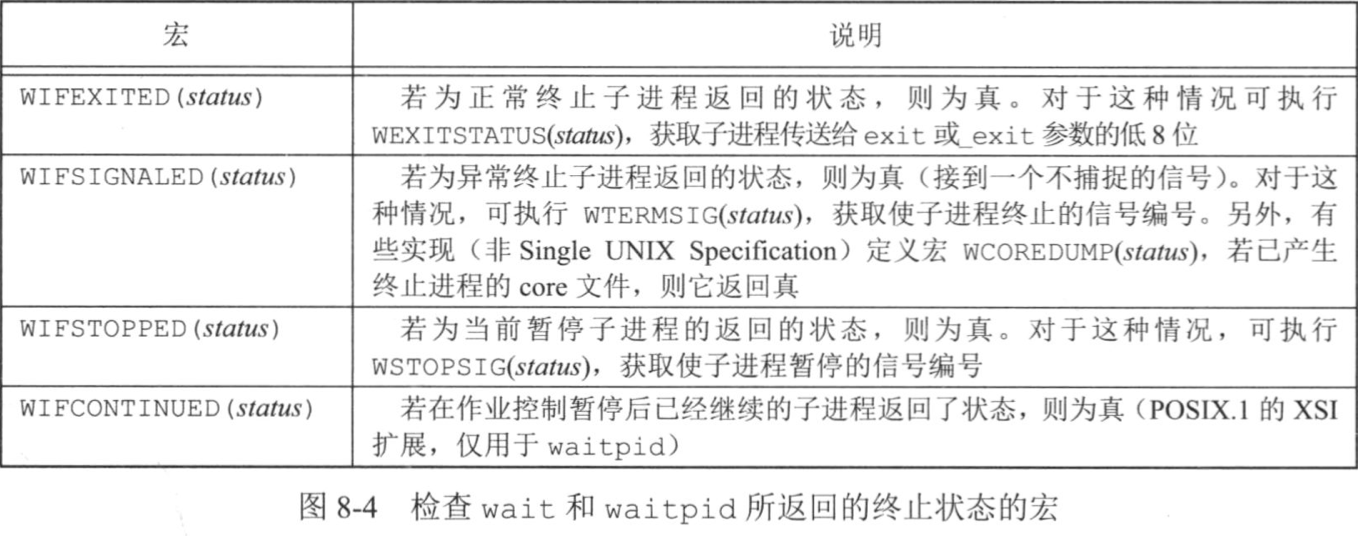 宏 说明
WIFEXITED(status) 若为正常终止子进程返回的状态，则为真。对于这种情况可执行
WEXITSTATUS(status)，获取子进程传送给 exit 或_exit 参数的低 8 位
WIFSIGNALED(status) 若为异常终止子进程返回的状态，则为真（接到一个不捕捉的信号）。对于这
种情况，可执行 WTERMSIG(status)，获取使子进程终止的信号编号。另外，有
些实现（非 Single UNIX Specification）定义宏 WCOREDUMP(status)，若已产生
终止进程的 core 文件，则它返回真
WIFSTOPPED(status) 若为当前暂停子进程的返回的状态，则为真。对于这种情况，可执行
WSTOPSIG(status)，获取使子进程暂停的信号编号
WIFCONTINUED(status) 若在作业控制暂停后已经继续的子进程返回了状态，则为真（POSIX.1 的 XSI
扩展，仅用于 waitpid）
图 8-4 检查 wait 和 waitpid 所返回的终止状态的宏